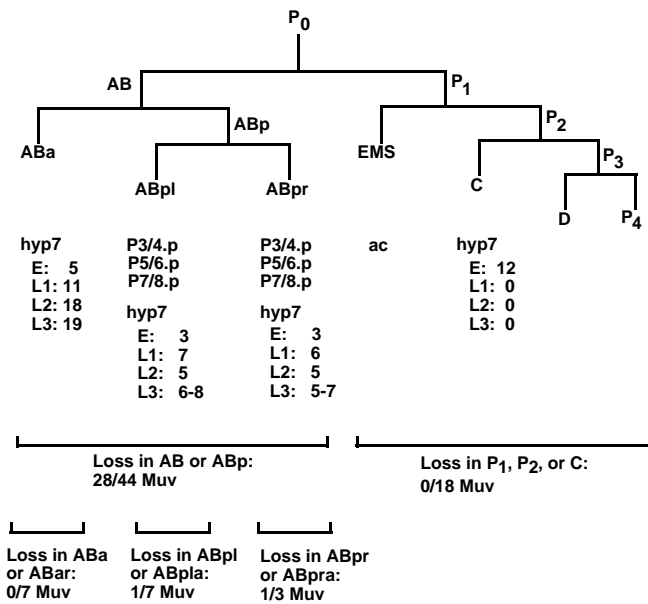 P0
AB
P1
ABp
P2
ABa
EMS
P3
ABpl
ABpr
C
D
P4
hyp7
E: 5
L1: 11
L2: 18
L3: 19
P3/4.p
P5/6.p
P7/8.p
hyp7
E: 3
L1: 7
L2: 5
L3: 6-8
P3/4.p
P5/6.p
P7/8.p
hyp7
E: 3
L1: 6
L2: 5
L3: 5-7
ac
hyp7
E: 12
L1: 0
L2: 0
L3: 0
Loss in AB or ABp:
28/44 Muv
Loss in P1, P2, or C:
0/18 Muv
Loss in ABa
or ABar:
0/7 Muv
Loss in ABpl
or ABpla:
1/7 Muv
Loss in ABpr
or ABpra:
1/3 Muv